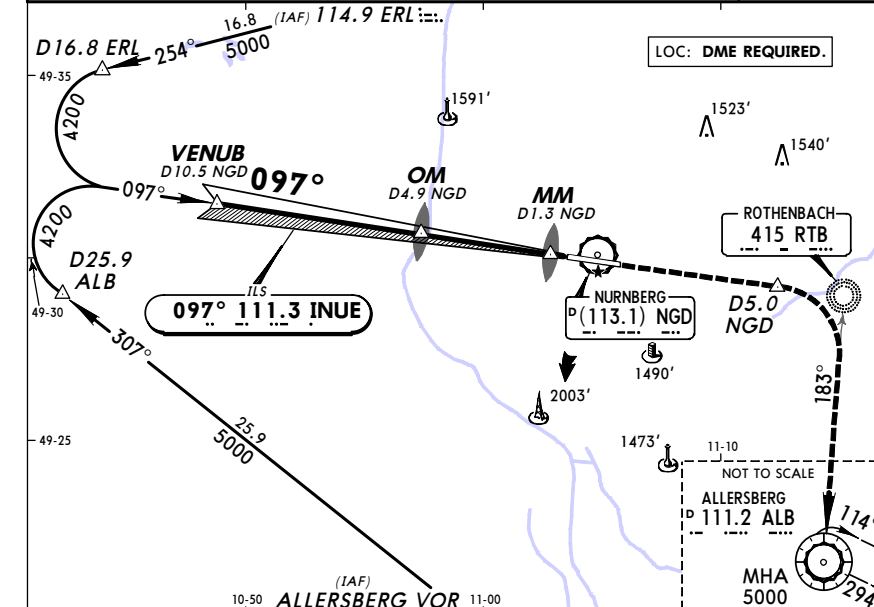 16.8
(IAF) 114.9 ERL
D16.8 ERL
254°
5000
LOC: DME REQUIRED.
49-35
4200
1591'
1523'
1540'
VENUB
D10.5 NGD
097°
OM
D4.9 NGD
097°
MM
D1.3 NGD
ROTHENBACH
415 RTB
4200
D25.9
ALB
ILS
097° 111.3 INUE
NURNBERG
D (113.1) NGD
D5.0
NGD
49-30
307°
1490'
183°
2003'
25.9
5000
49-25
1473'
11-10
NOT TO SCALE
ALLERSBERG
D 111.2 ALB
114°
MHA
5000
294
(IAF)
10-50
ALLERSBERG VOR
11-00